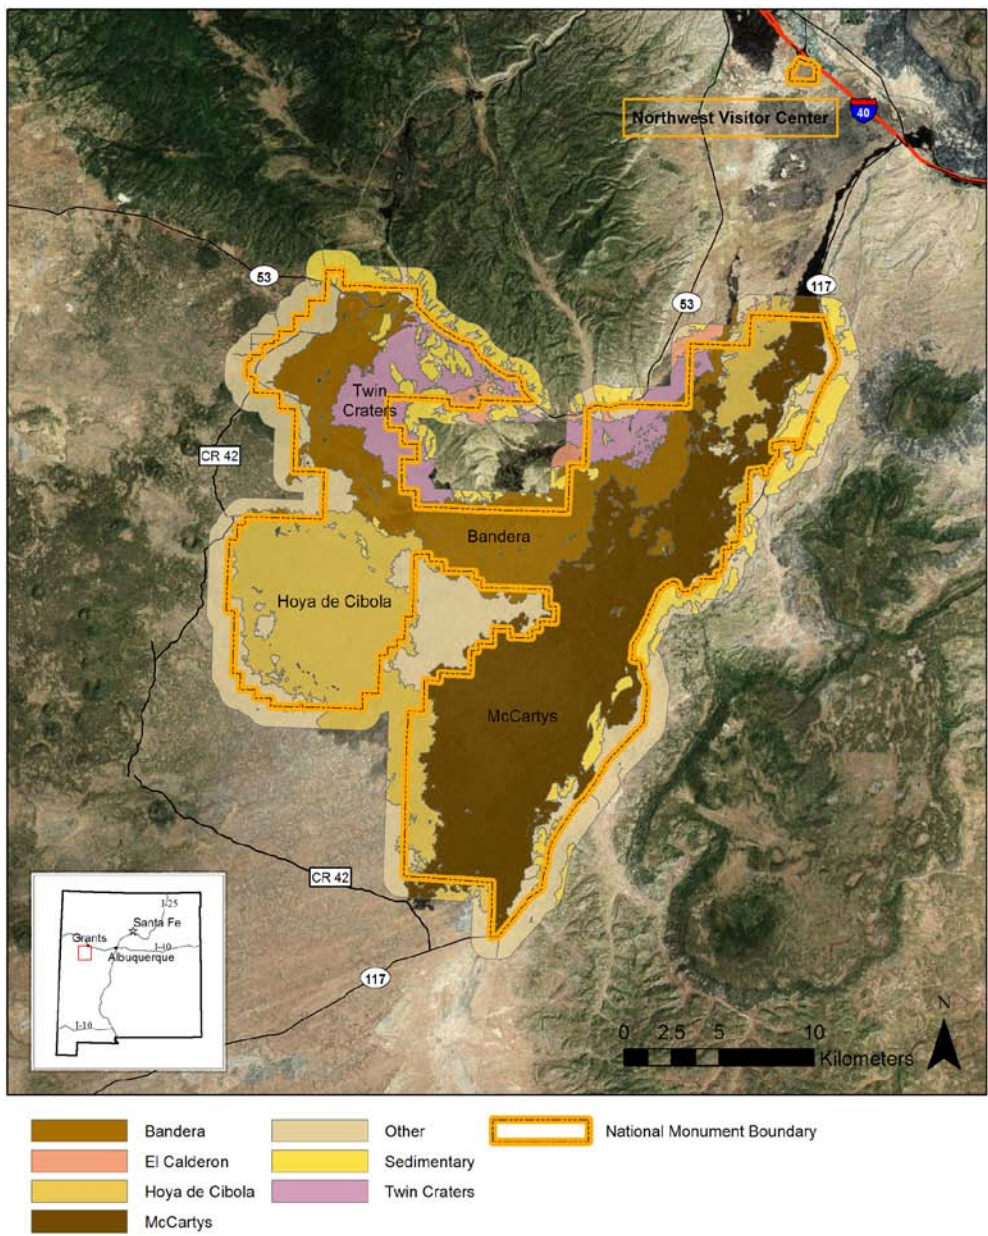 40
Northwest Visitor Center
53
117
53
Twin
Craters
CR 42
Bandera
Hoya de Cibola
McCartys
CR 42
117
I-25
Santa Fe
Grants
I-40
Albuquerque
I-10
N
0 2.5 5 10
Kilometers
Bandera
El Calderon
Hoya de Cibola
McCartys
Other
Sedimentary
Twin Craters
National Monument Boundary